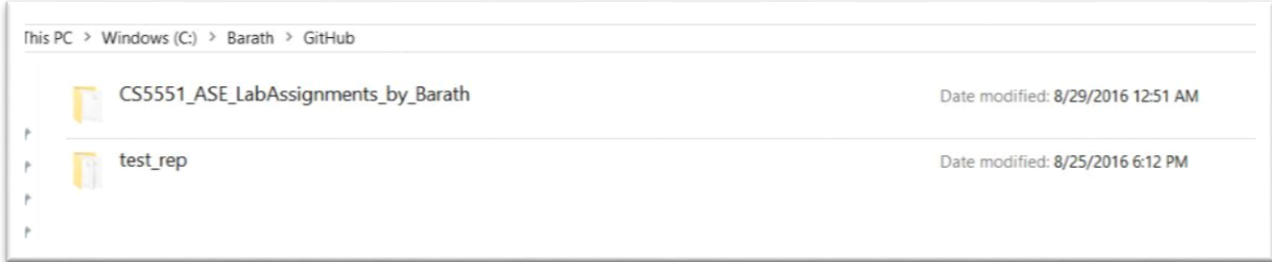 This PC > Windows (C:) > Barath > GitHub
CS5551_ASE_LabAssignments_by_Barath Date modified: 8/29/2016 12:51 AM
test_rep Date modified: 8/25/2016 6:12 PM